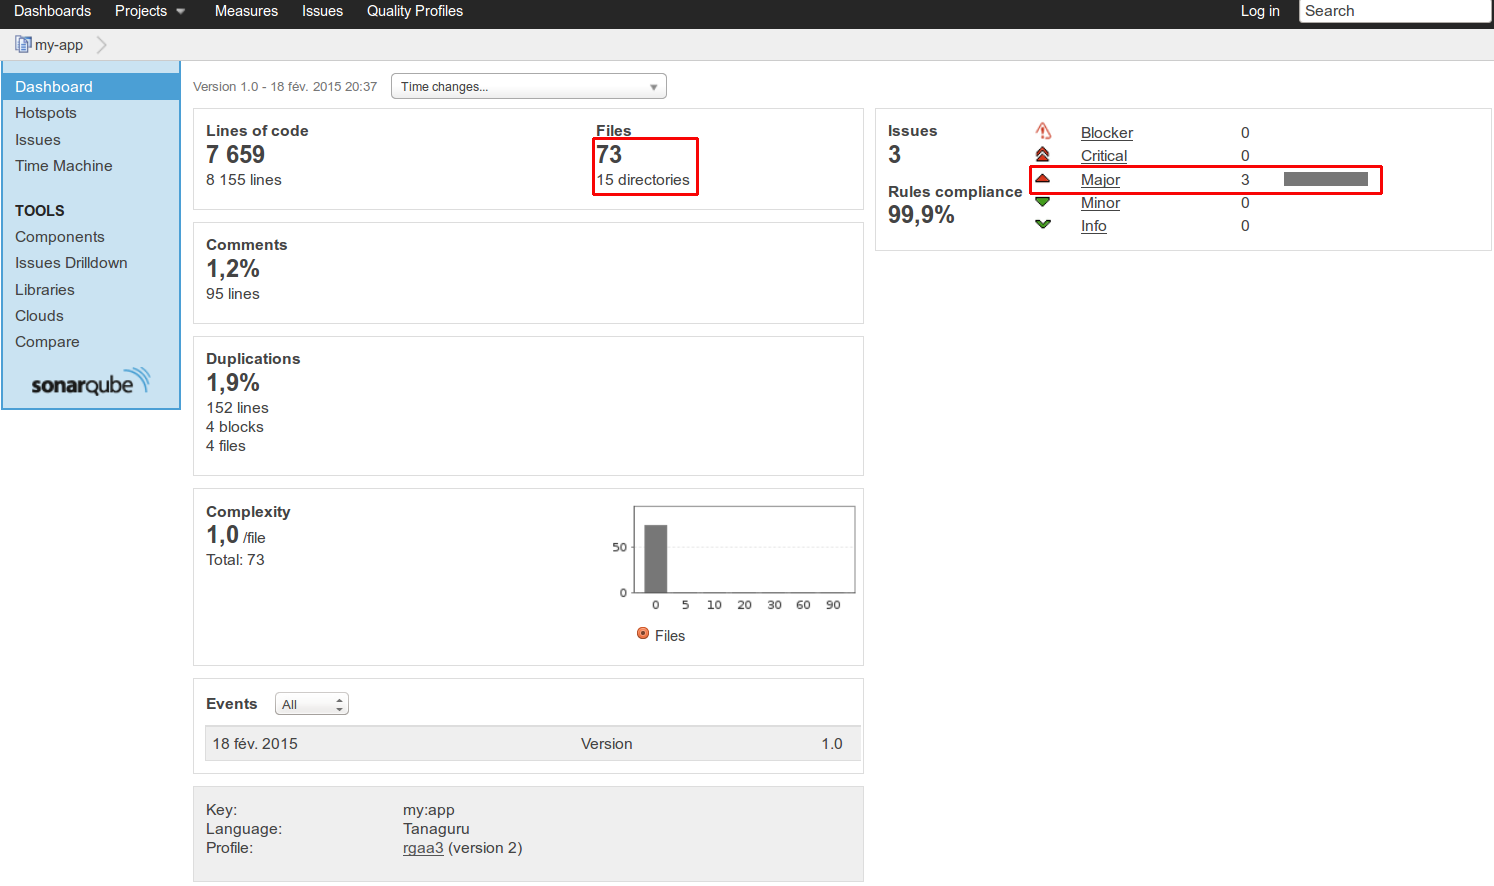 Dashboards Projects Measures Issues Quality Profiles Log in Search
my-app
Dashboard
Hotspots
Issues
Time Machine
TOOLS
Components
Issues Drilldown
Libraries
Clouds
Compare
sonarqube
Version 1.0 - 18 fév. 2015 20:37 Time changes...
Lines of code
7 659
8 155 lines
Files
73
15 directories
Comments
1,2%
95 lines
Duplications
1,9%
152 lines
4 blocks
4 files
Complexity
1,0 /file
Total: 73
50
0
0 5 10 20 30 60 90
Files
Events All
18 fév. 2015 Version 1.0
Key: my:app
Language: Tanaguru
Profile: rgaa3 (version 2)
Issues
3
Rules compliance
99,9%
Blocker 0
Critical 0
Major 3
Minor 0
Info 0